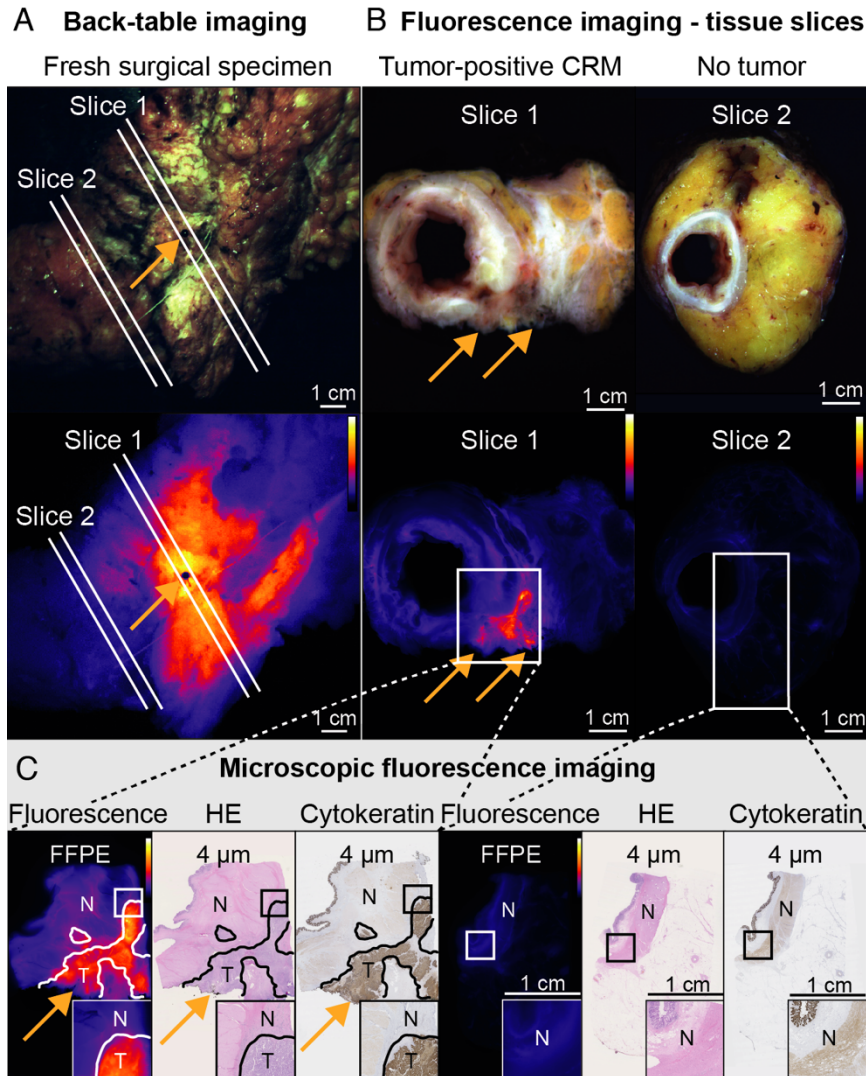 A Back-table imaging
B Fluorescence imaging - tissue slices
Fresh surgical specimen
Tumor-positive CRM
No tumor
Slice 1
Slice 2
1 cm
Slice 1
1 cm
Slice 2
1 cm
Slice 1
Slice 2
1 cm
Slice 1
1 cm
Slice 2
1 cm
C Microscopic fluorescence imaging
Fluorescence
HE
Cytokeratin
Fluorescence
HE
Cytokeratin
FFPE
N
T
N
T
4 µm
N
T
N
T
4 µm
N
T
N
T
FFPE
N
1 cm
N
4 µm
N
1 cm
N
4 µm
N
1 cm
N